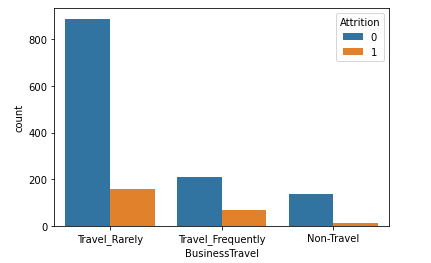 Attrition
0
1
800
600
400
200
0
count
Travel_Rarely
Travel_Frequently
Non-Travel
BusinessTravel